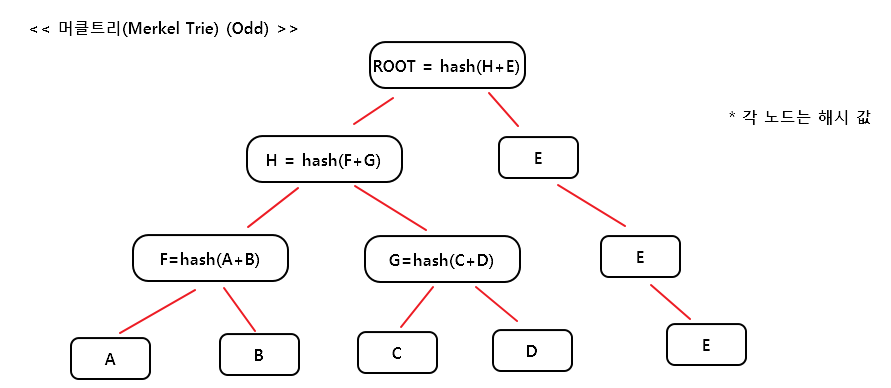 << 머클트리(Merkel Trie) (Odd) >>
ROOT = hash(H+E)
* 각 노드는 해시 값
H = hash(F+G)
E
F=hash(A+B)
G=hash(C+D)
E
A
B
C
D
E